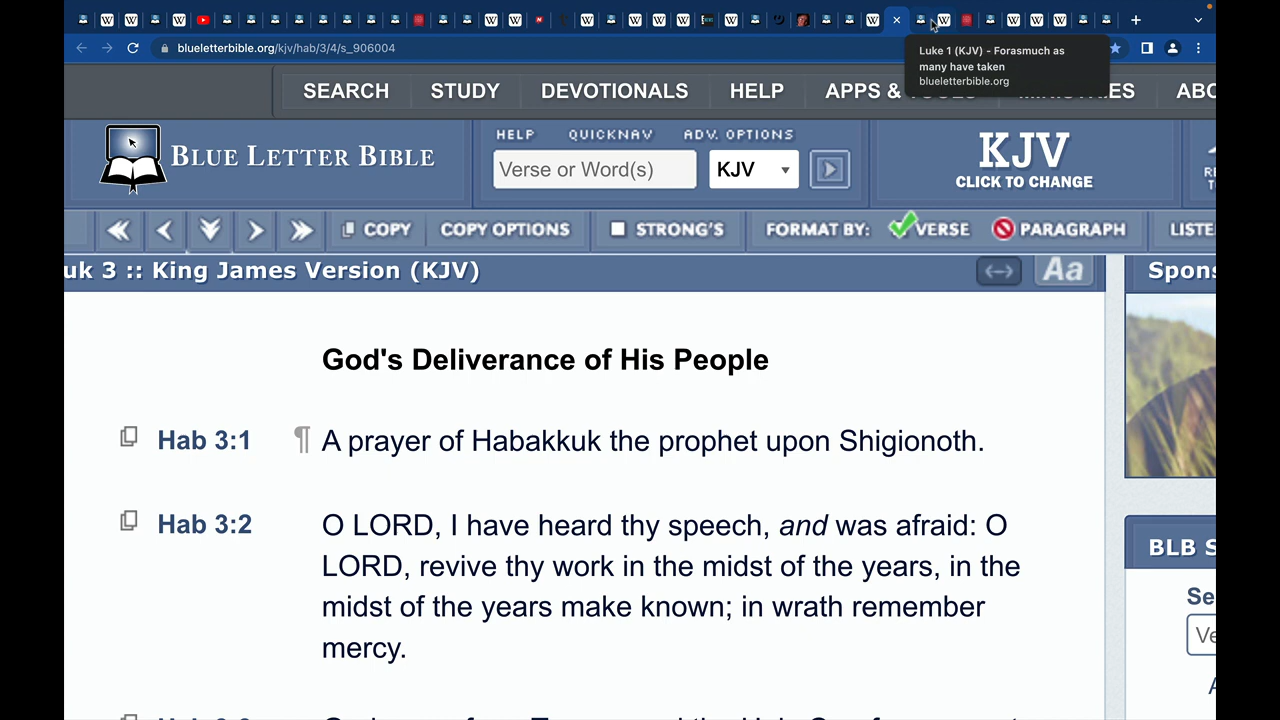 blueletterbible.org/kjv/hab/3/4/s_906004
Luke 1 (KJV) - Forasmuch as
many have taken
blueletterbible.org
SEARCH STUDY DEVOTIONALS HELP APPS &
HELP QUICKNAV ADV. OPTIONS
BLUE LETTER BIBLE
Verse or Word(s)
KJV
KJV
CLICK TO CHANGE
COPY COPY OPTIONS STRONG'S FORMAT BY: VERSE PARAGRAPH LISTE
uk 3 :: King James Version (KJV)
Aa
Spons
God's Deliverance of His People
Hab 3:1 ¶ A prayer of Habakkuk the prophet upon Shigionoth.
Hab 3:2 O LORD, I have heard thy speech, and was afraid: O
LORD, revive thy work in the midst of the years, in the
midst of the years make known; in wrath remember
mercy.
BLB S
Se
Ve